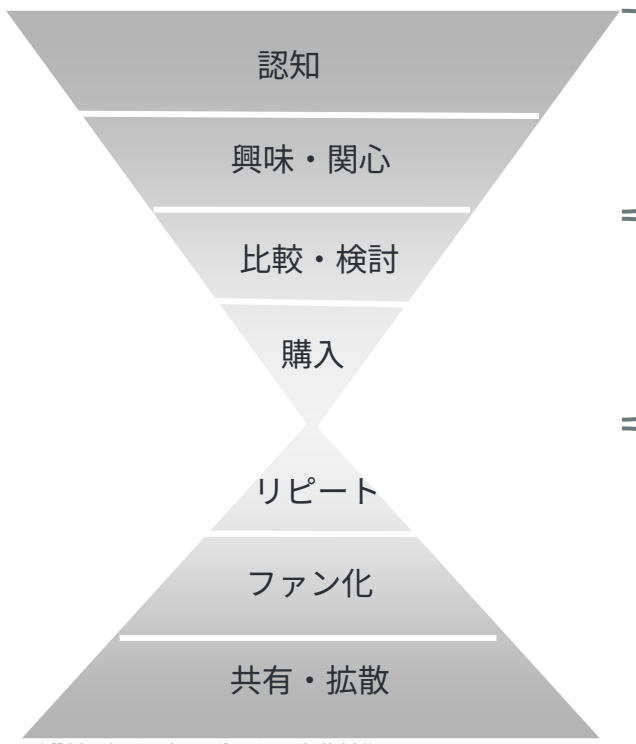 認知
興味・関心
比較・検討
購入
リピート
ファン化
共有・拡散